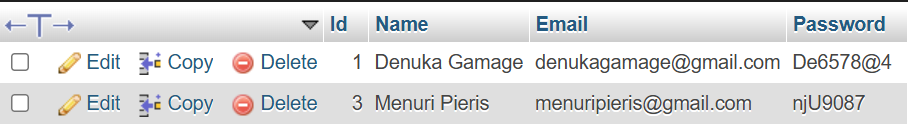 Id Name Email Password
Edit Copy Delete 1 Denuka Gamage denukagamage@gmail.com De6578@4
Edit Copy Delete 3 Menuri Pieris menuripieris@gmail.com njU9087